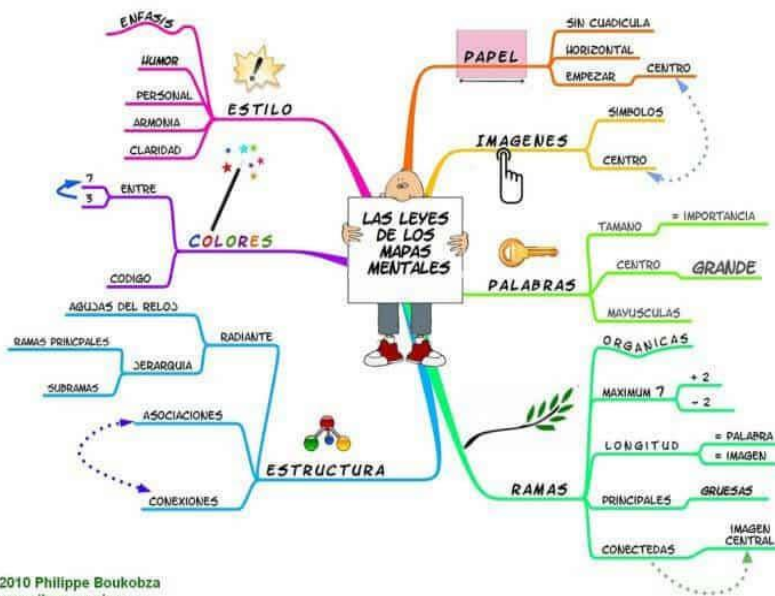 LAS LEYES
DE LOS
MAPAS
MENTALES
PAPEL
SIN CUADICULA
HORIZONTAL
EMPEZAR
CENTRO
IMAGENES
SIMBOLOS
CENTRO
PALABRAS
TAMANO
= IMPORTANCIA
CENTRO
GRANDE
MAYUSCULAS
RAMAS
ORGANICAS
MAXIMUM 7
+ 2
- 2
LONGITUD
= PALABRA
= IMAGEN
PRINCIPALES
GRUESAS
CONECTEDAS
IMAGEN
CENTRAL
ESTRUCTURA
RADIANTE
AGUJAS DEL RELOJ
JERARQUIA
RAMAS PRINCPALES
SUBRAMAS
ASOCIACIONES
CONEXIONES
COLORES
ENTRE
7
3
CODIGO
ESTILO
ENFASIS
HUMOR
PERSONAL
ARMONIA
CLARIDAD
2010 Philippe Boukobza